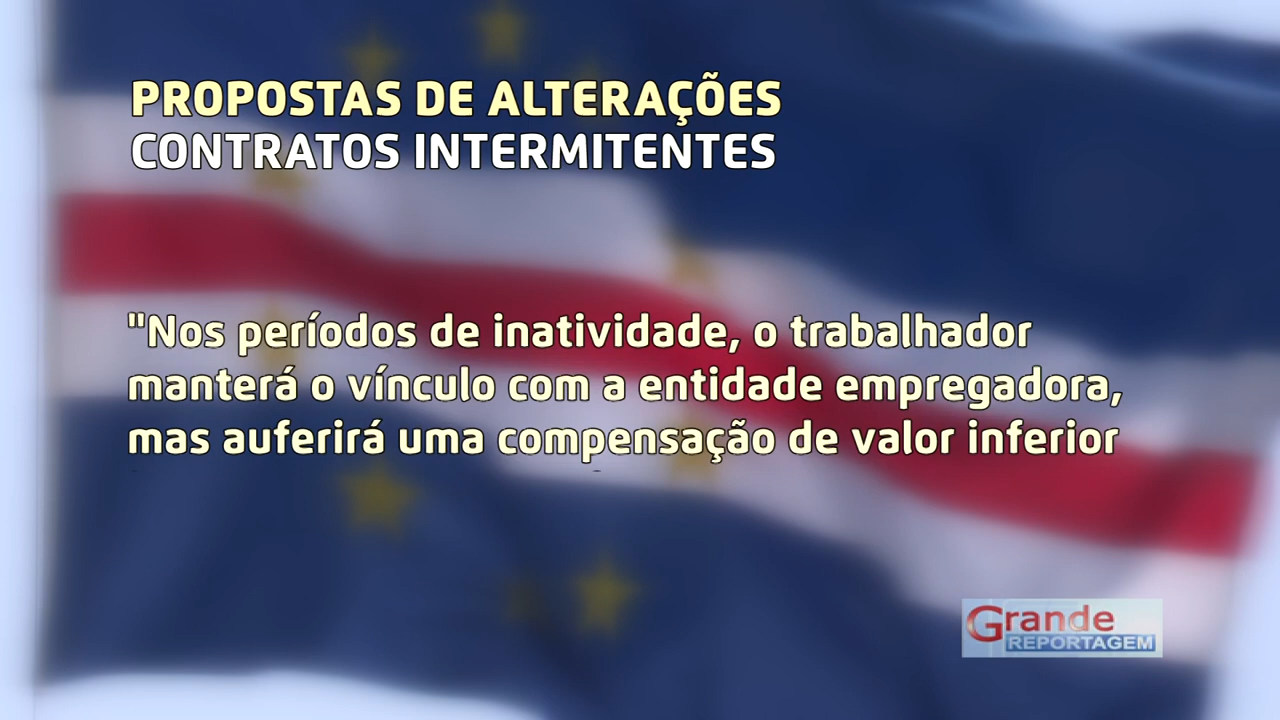 PROPOSTAS DE ALTERAÇÕES
CONTRATOS INTERMITENTES
"Nos períodos de inatividade, o trabalhador
manterá o vínculo com a entidade empregadora,
mas auferirá uma compensação de valor inferior
Grande
REPORTAGEM